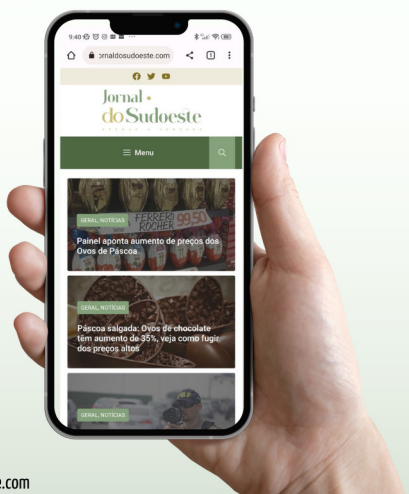 9:40
ornaldosudoeste.com
Jornal
do Sudoeste
Menu
FERRERO
ROCHER 99,50
GERAL, NOTÍCIAS
Painel aponta aumento de preços dos
Ovos de Páscoa
GERAL, NOTÍCIAS
Páscoa salgada: Ovos de chocolate
têm aumento de 35%, veja como fugir
dos preços altos
GERAL, NOTÍCIAS
e.com